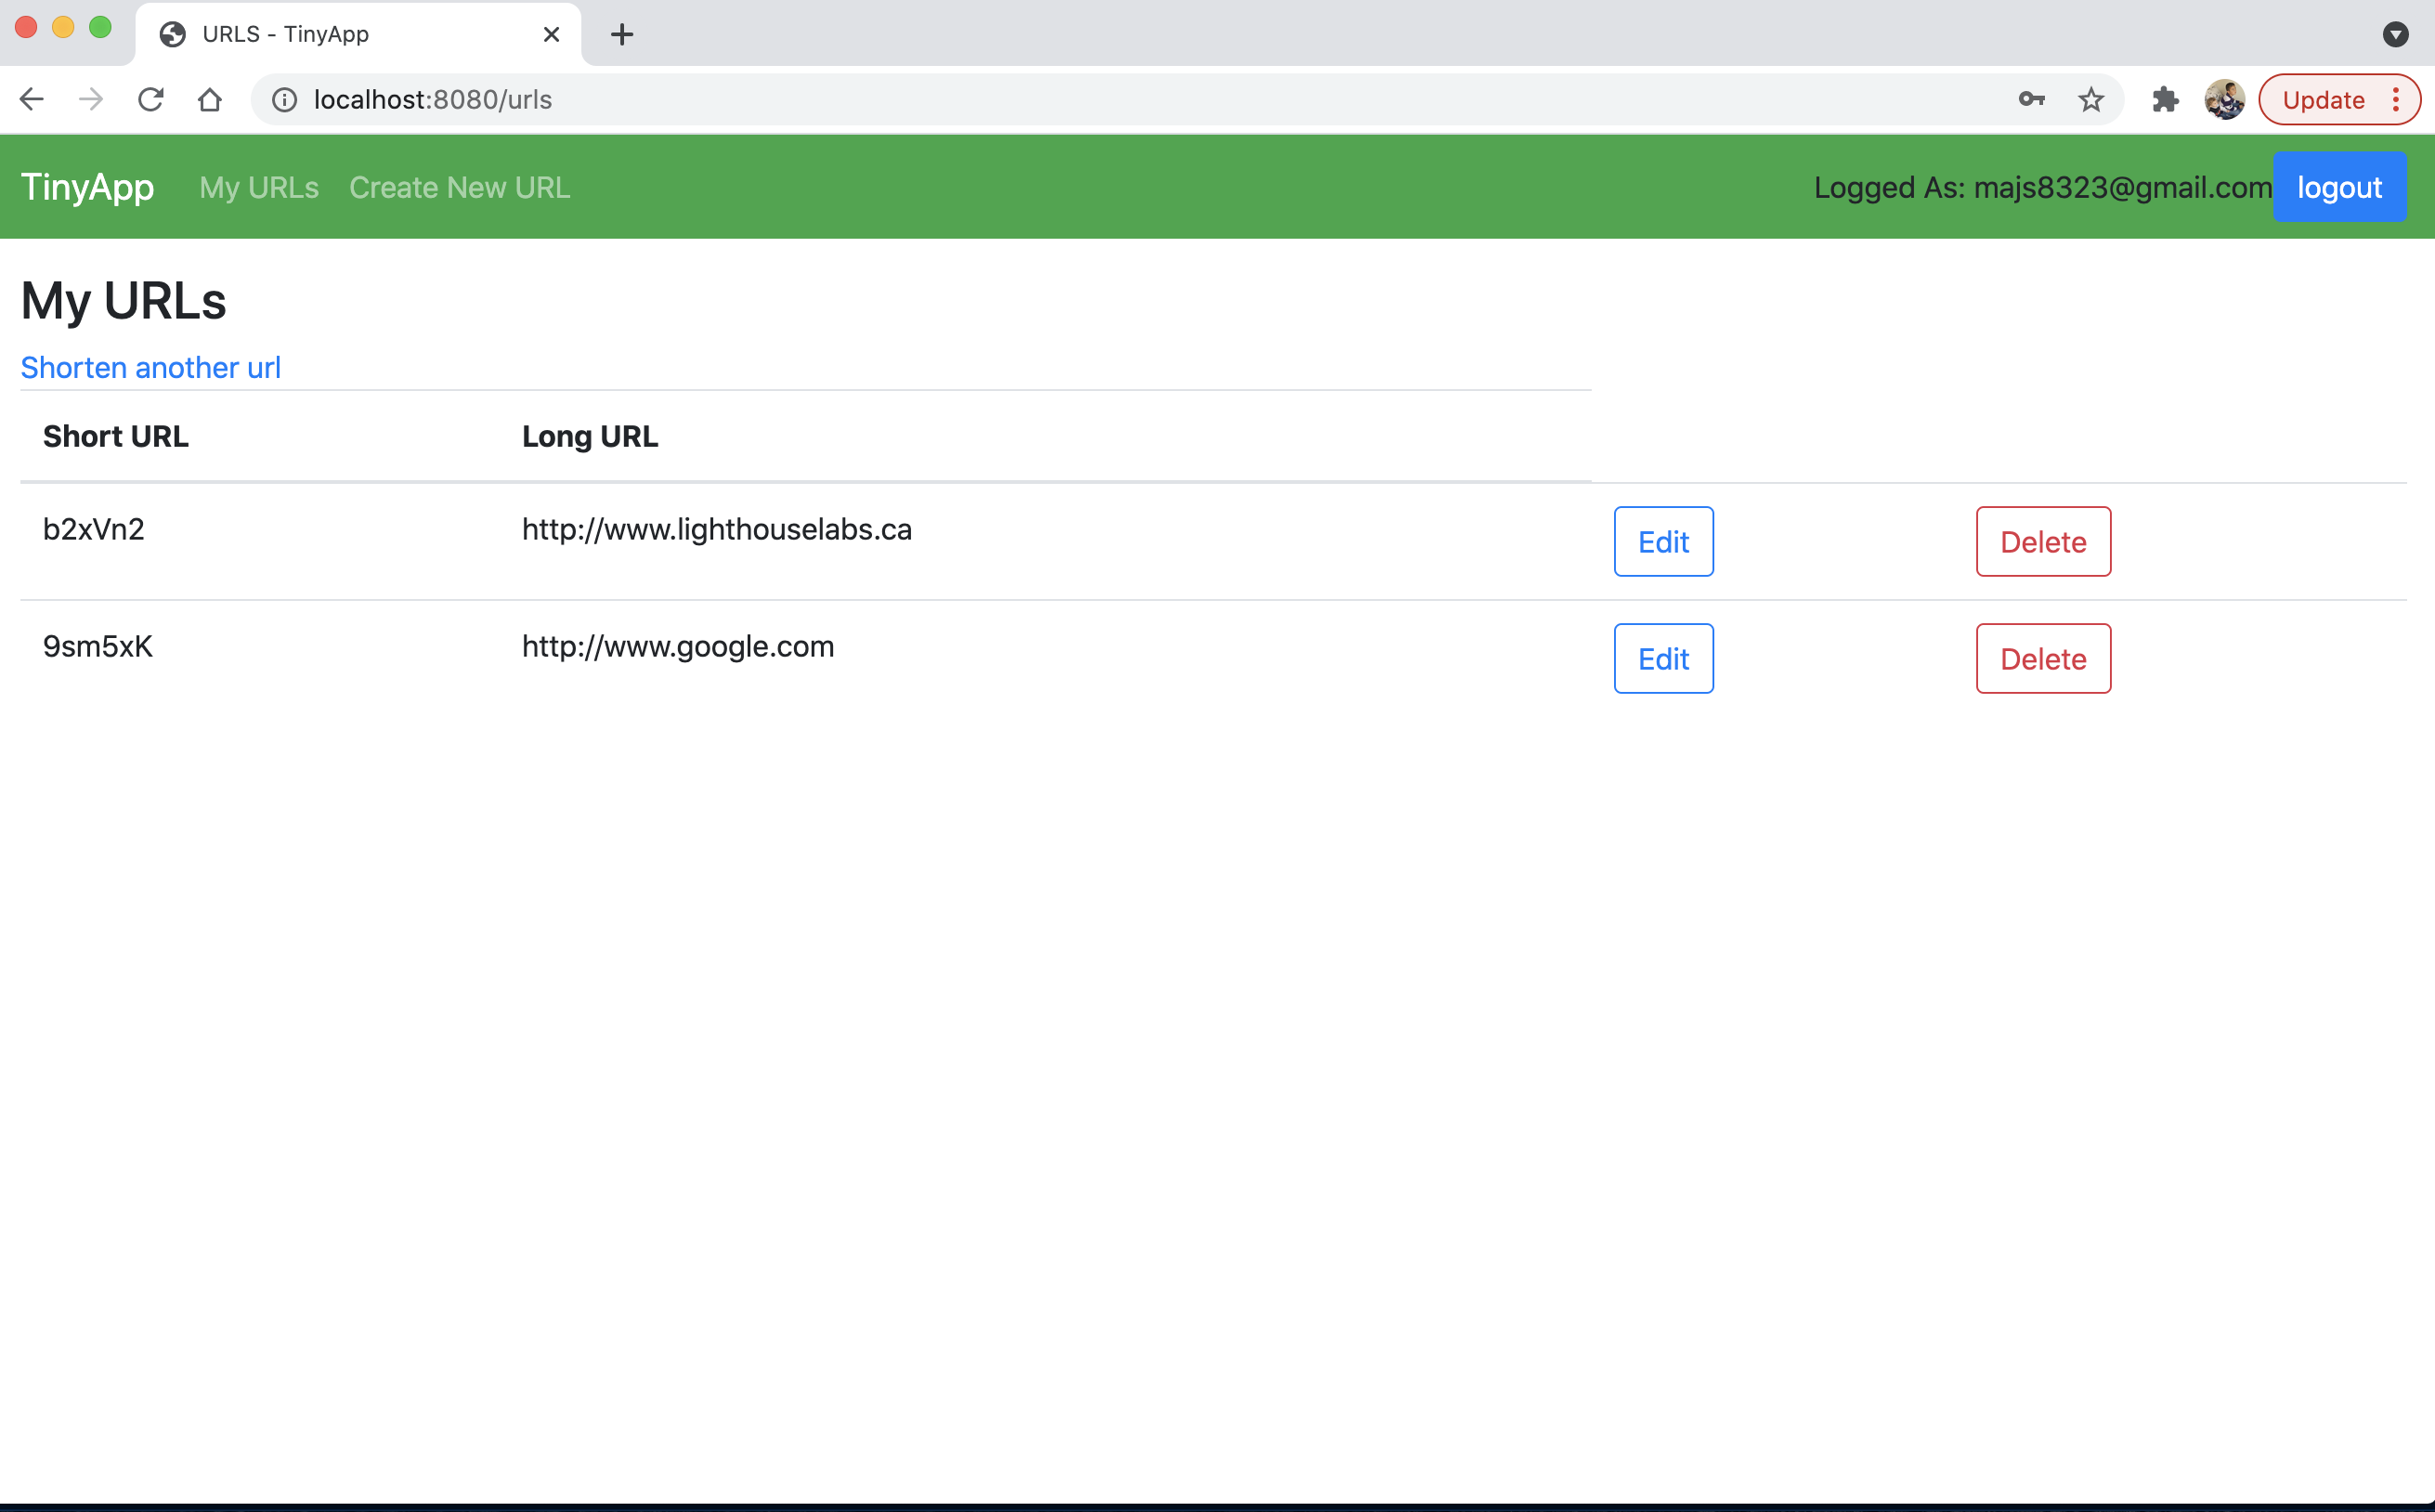 URLS - TinyApp
localhost:8080/urls
Update
TinyApp My URLs Create New URL Logged As: majs8323@gmail.com logout
My URLs
Shorten another url
Short URL Long URL
b2xVn2 http://www.lighthouselabs.ca Edit Delete
9sm5xK http://www.google.com Edit Delete